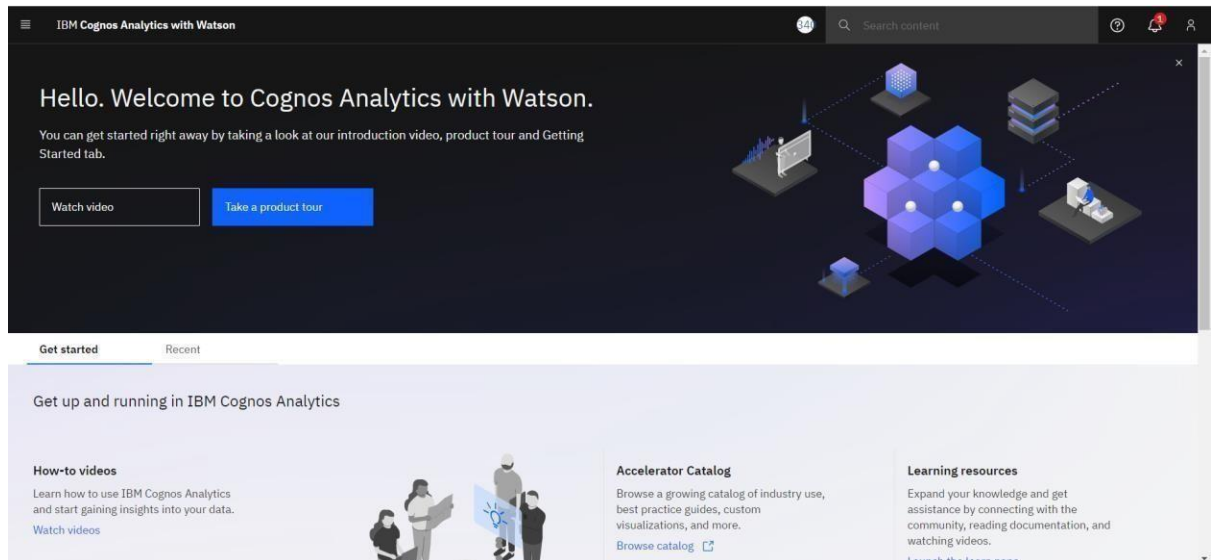 IBM Cognos Analytics with Watson
Search content
1
Hello. Welcome to Cognos Analytics with Watson.
You can get started right away by taking a look at our introduction video, product tour and Getting
Started tab.
Watch video
Take a product tour
Get started
Recent
Get up and running in IBM Cognos Analytics
How-to videos
Learn how to use IBM Cognos Analytics
and start gaining insights into your data.
Watch videos
Accelerator Catalog
Browse a growing catalog of industry use,
best practice guides, custom
visualizations, and more.
Browse catalog
Learning resources
Expand your knowledge and get
assistance by connecting with the
community, reading documentation, and
watching videos.